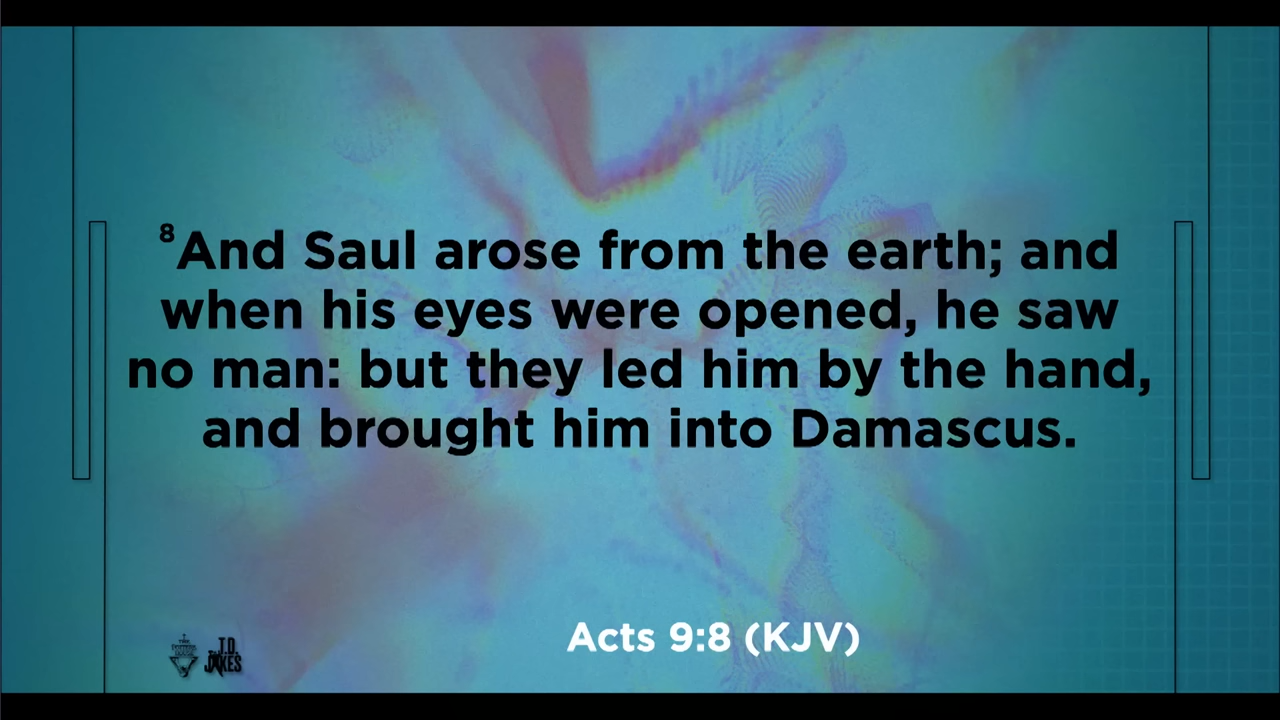 ⁸And Saul arose from the earth; and
when his eyes were opened, he saw
no man: but they led him by the hand,
and brought him into Damascus.
Acts 9:8 (KJV)
T.D.
JAKES